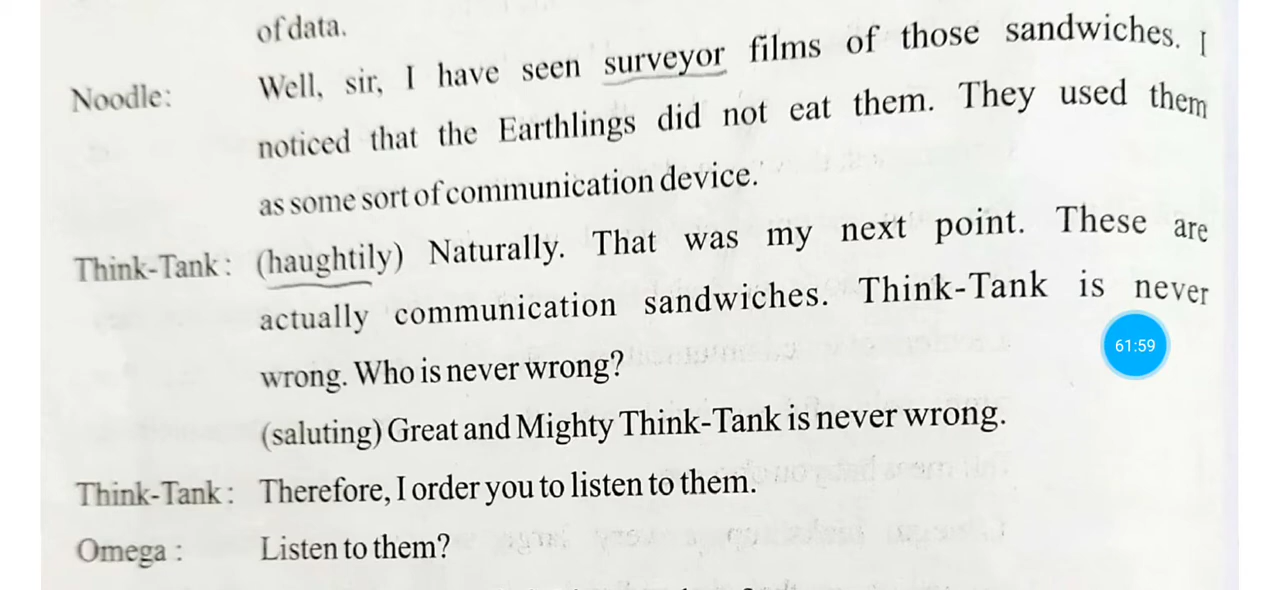 of data.
Noodle: Well, sir, I have seen surveyor films of those sandwiches. I
noticed that the Earthlings did not eat them. They used them
as some sort of communication device.
Think-Tank: (haughtily) Naturally. That was my next point. These are
actually communication sandwiches. Think-Tank is never
61:59
wrong. Who is never wrong?
(saluting) Great and Mighty Think-Tank is never wrong.
Think-Tank: Therefore, I order you to listen to them.
Omega : Listen to them?